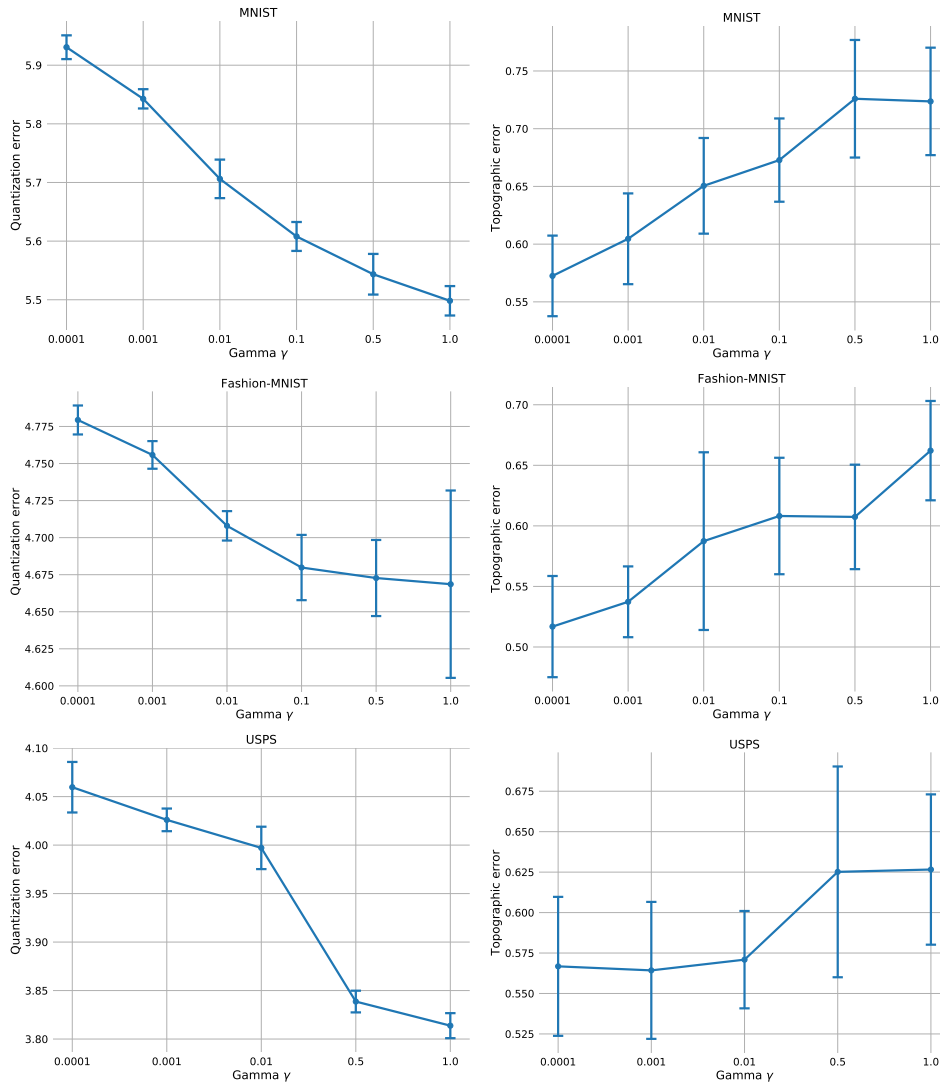 MNIST
Quantization error
5.9
5.8
5.7
5.6
5.5
0.0001 0.001 0.01 0.1 0.5 1.0
Gamma γ
MNIST
Topographic error
0.75
0.70
0.65
0.60
0.55
0.0001 0.001 0.01 0.1 0.5 1.0
Gamma γ
Fashion-MNIST
Quantization error
4.775
4.750
4.725
4.700
4.675
4.650
4.625
4.600
0.0001 0.001 0.01 0.1 0.5 1.0
Gamma γ
Fashion-MNIST
Topographic error
0.70
0.65
0.60
0.55
0.50
0.0001 0.001 0.01 0.1 0.5 1.0
Gamma γ
USPS
Quantization error
4.10
4.05
4.00
3.95
3.90
3.85
3.80
0.0001 0.001 0.01 0.5 1.0
Gamma γ
USPS
Topographic error
0.675
0.650
0.625
0.600
0.575
0.550
0.525
0.0001 0.001 0.01 0.5 1.0
Gamma γ